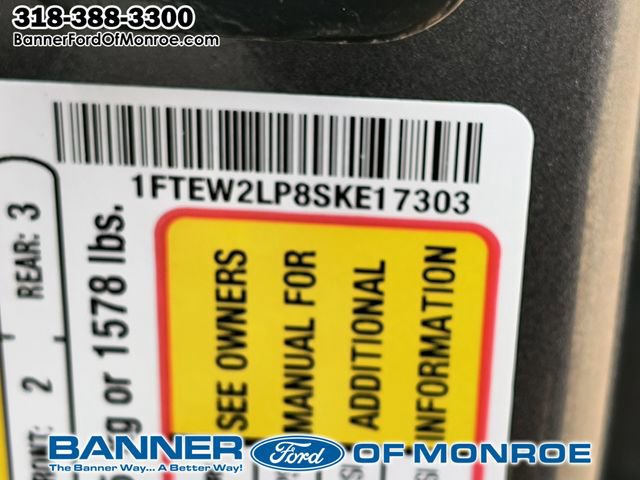 318-388-3300
BannerFordOfMonroe.com
1FTEW2LP8SKE17303
REAR: 3
2
g or 1578 lbs.
SEE OWNERS
MANUAL FOR
ADDITIONAL
INFORMATION
BANNER Ford OF MONROE
The Banner Way... A Better Way!